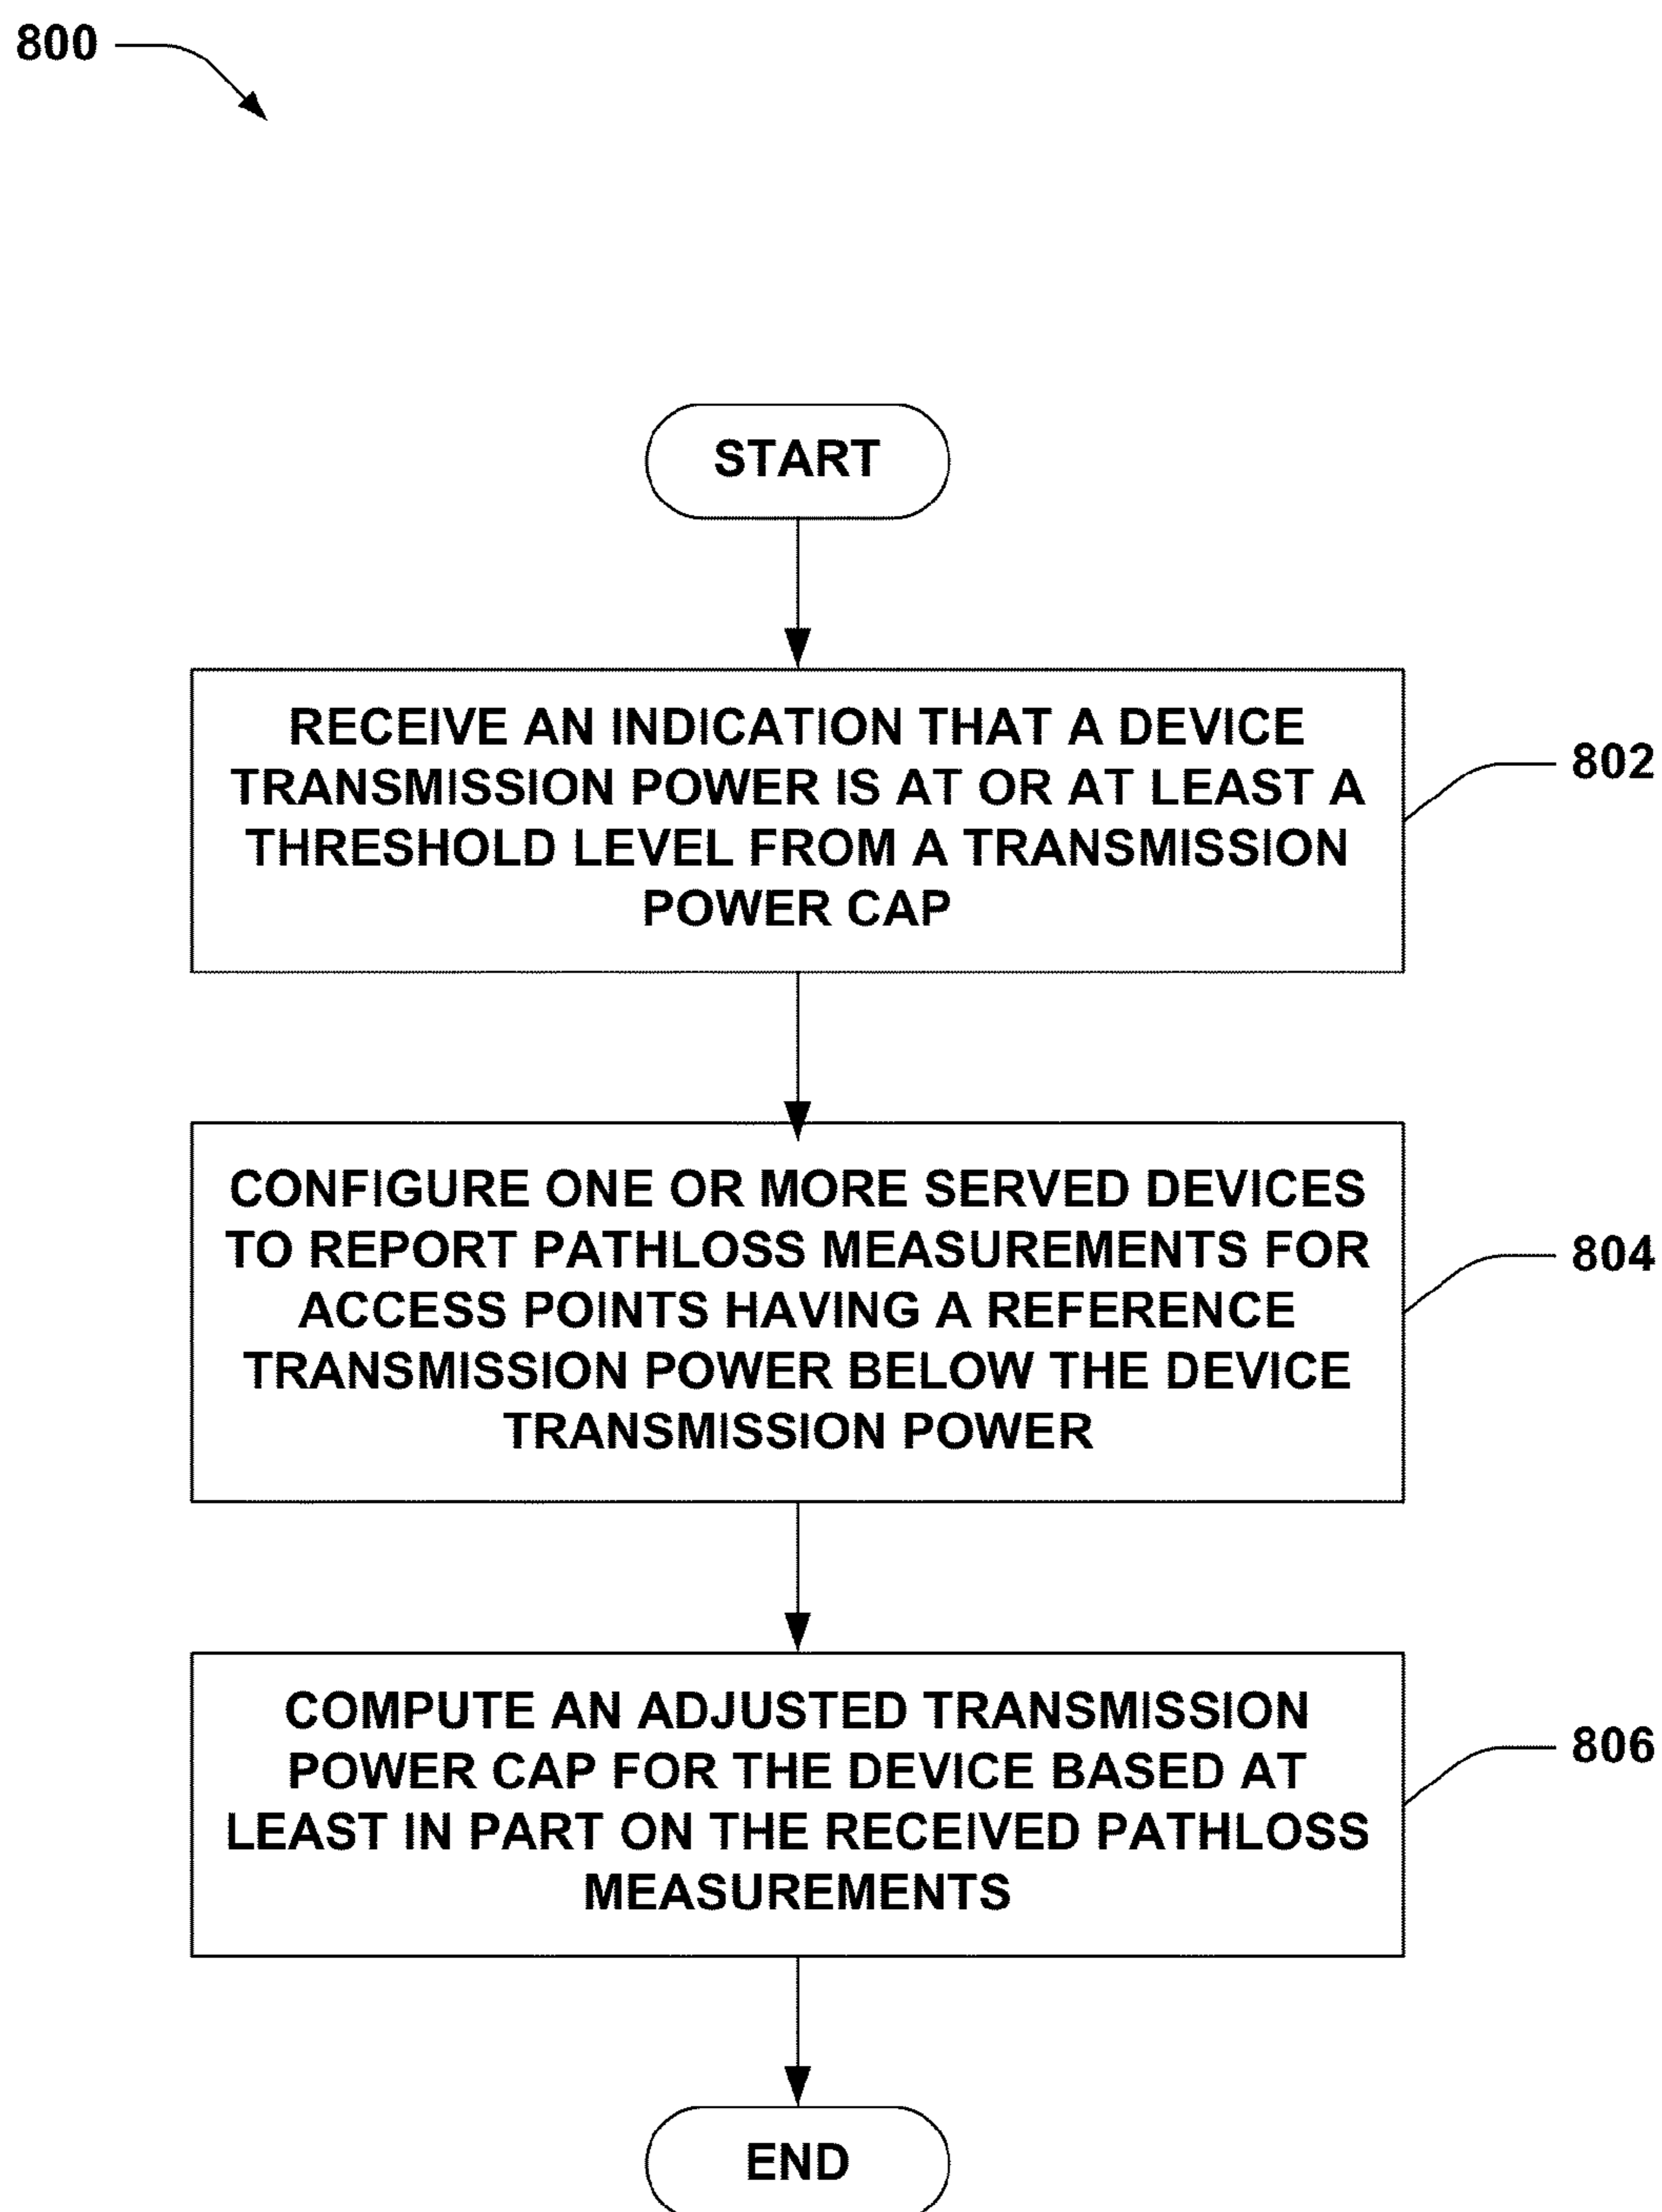 800
START
RECEIVE AN INDICATION THAT A DEVICE
TRANSMISSION POWER IS AT OR AT LEAST A
THRESHOLD LEVEL FROM A TRANSMISSION
POWER CAP
802
CONFIGURE ONE OR MORE SERVED DEVICES
TO REPORT PATHLOSS MEASUREMENTS FOR
ACCESS POINTS HAVING A REFERENCE
TRANSMISSION POWER BELOW THE DEVICE
TRANSMISSION POWER
804
COMPUTE AN ADJUSTED TRANSMISSION
POWER CAP FOR THE DEVICE BASED AT
LEAST IN PART ON THE RECEIVED PATHLOSS
MEASUREMENTS
806
END